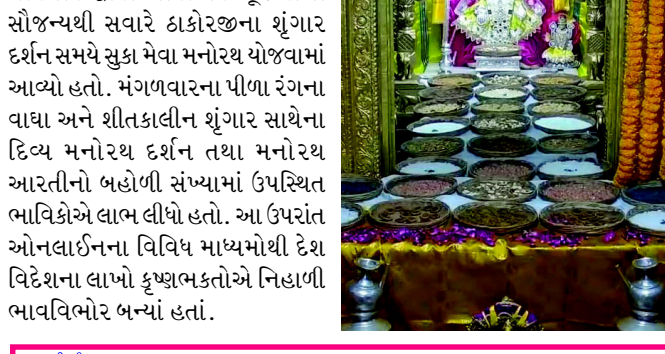 સૌજન્યથી સવારે ઠાકોરજીના શૃંગાર
દર્શન સમયે સુકા મેવા મનોરથ યોજવામાં
આવ્યો હતો. મંગળવારના પીળા રંગના
વાઘા અને શીતકાલીન શૃંગાર સાથેના
દિવ્ય મનોરથ દર્શન તથા મનોરથ
આરતીનો બહોળી સંખ્યામાં ઉપસ્થિત
ભાવિકોએ લાભ લીધો હતો. આ ઉપરાંત
ઓનલાઈનના વિવિધ માધ્યમોથી દેશ
વિદેશના લાખો કૃષ્ણભકતોએ નિહાળી
ભાવવિભોર બન્યાં હતાં.